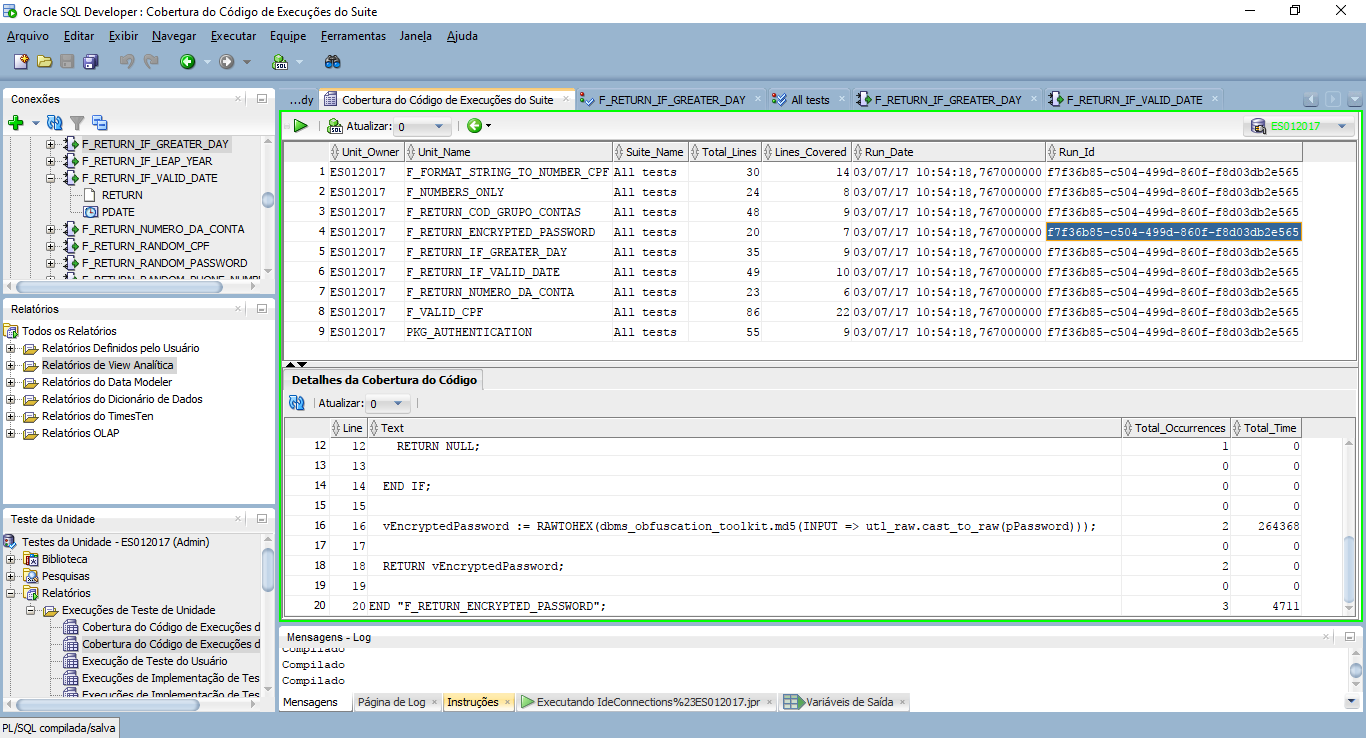 Oracle SQL Developer : Cobertura do Código de Execuções do Suite
Arquivo Editar Exibir Navegar Executar Equipe Ferramentas Janela Ajuda
Conexões
F_RETURN_IF_GREATER_DAY
F_RETURN_IF_LEAP_YEAR
F_RETURN_IF_VALID_DATE
RETURN
PDATE
F_RETURN_NUMERO_DA_CONTA
F_RETURN_RANDOM_CPF
F_RETURN_RANDOM_PASSWORD
F_RETURN_RANDOM_PHONE_NUMB
Relatórios
Todos os Relatórios
Relatórios Definidos pelo Usuário
Relatórios de View Analítica
Relatórios do Data Modeler
Relatórios do Dicionário de Dados
Relatórios do TimesTen
Relatórios OLAP
Teste da Unidade
Testes da Unidade - ES012017 (Admin)
Biblioteca
Pesquisas
Relatórios
Execuções de Teste de Unidade
Cobertura do Código de Execuções d
Cobertura do Código de Execuções d
Execução de Teste do Usuário
Execuções de Implementação de Tes
Execuções de Implementação de Tes
...dy Cobertura do Código de Execuções do Suite F_RETURN_IF_GREATER_DAY All tests F_RETURN_IF_GREATER_DAY F_RETURN_IF_VALID_DATE
SQL Atualizar: 0 ES012017
Unit_Owner Unit_Name Suite_Name Total_Lines Lines_Covered Run_Date Run_Id
1 ES012017 F_FORMAT_STRING_TO_NUMBER_CPF All tests 30 14 03/07/17 10:54:18,767000000 f7f36b85-c504-499d-860f-f8d03db2e565
2 ES012017 F_NUMBERS_ONLY All tests 24 8 03/07/17 10:54:18,767000000 f7f36b85-c504-499d-860f-f8d03db2e565
3 ES012017 F_RETURN_COD_GRUPO_CONTAS All tests 48 9 03/07/17 10:54:18,767000000 f7f36b85-c504-499d-860f-f8d03db2e565
4 ES012017 F_RETURN_ENCRYPTED_PASSWORD All tests 20 7 03/07/17 10:54:18,767000000 f7f36b85-c504-499d-860f-f8d03db2e565
5 ES012017 F_RETURN_IF_GREATER_DAY All tests 35 9 03/07/17 10:54:18,767000000 f7f36b85-c504-499d-860f-f8d03db2e565
6 ES012017 F_RETURN_IF_VALID_DATE All tests 49 10 03/07/17 10:54:18,767000000 f7f36b85-c504-499d-860f-f8d03db2e565
7 ES012017 F_RETURN_NUMERO_DA_CONTA All tests 23 6 03/07/17 10:54:18,767000000 f7f36b85-c504-499d-860f-f8d03db2e565
8 ES012017 F_VALID_CPF All tests 86 22 03/07/17 10:54:18,767000000 f7f36b85-c504-499d-860f-f8d03db2e565
9 ES012017 PKG_AUTHENTICATION All tests 55 9 03/07/17 10:54:18,767000000 f7f36b85-c504-499d-860f-f8d03db2e565
Detalhes da Cobertura do Código
Atualizar: 0
Line Text Total_Occurrences Total_Time
12 12 RETURN NULL; 1 0
13 13 0 0
14 14 END IF; 0 0
15 15 0 0
16 16 vEncryptedPassword := RAWTOHEX(dbms_obfuscation_toolkit.md5(INPUT => utl_raw.cast_to_raw(pPassword))); 2 264368
17 17 0 0
18 18 RETURN vEncryptedPassword; 2 0
19 19 0 0
20 20 END "F_RETURN_ENCRYPTED_PASSWORD"; 3 4711
Mensagens - Log
Compilado
Compilado
Compilado
Mensagens Página de Log Instruções Executando IdeConnections%23ES012017.jpr Variáveis de Saída
PL/SQL compilada/salva